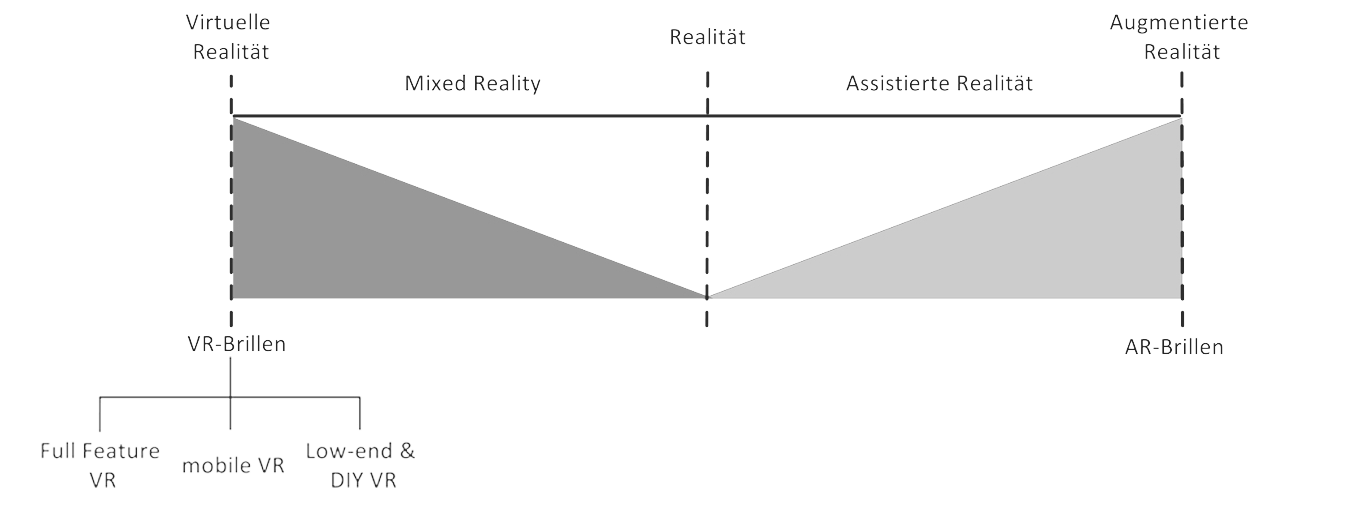 Virtuelle
Realität
Realität
Augmentierte
Realität
Mixed Reality
Assistierte Realität
VR-Brillen
AR-Brillen
Full Feature
VR
mobile VR
Low-end &
DIY VR